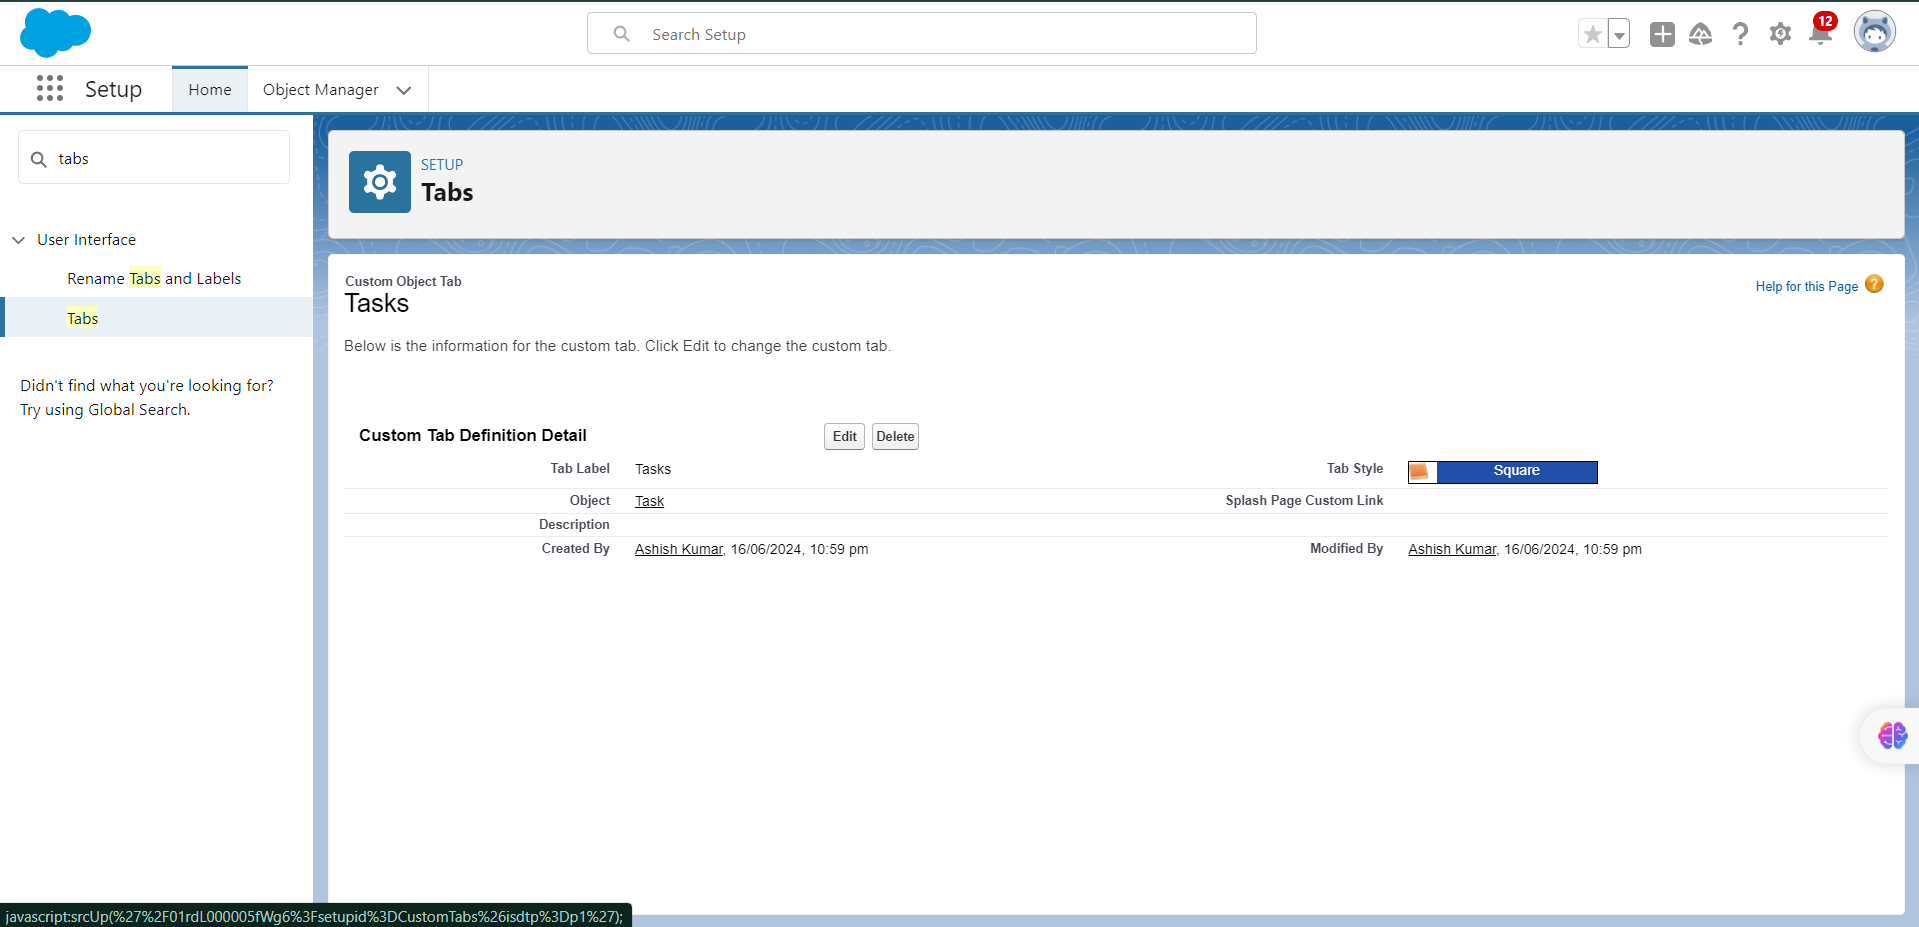 Search Setup
12
Setup
Home
Object Manager
tabs
User Interface
Rename Tabs and Labels
Tabs
Didn't find what you're looking for?
Try using Global Search.
SETUP
Tabs
Custom Object Tab
Tasks
Help for this Page ?
Below is the information for the custom tab. Click Edit to change the custom tab.
Custom Tab Definition Detail Edit Delete
Tab Label Tasks Tab Style Square
Object Task Splash Page Custom Link
Description
Created By Ashish Kumar, 16/06/2024, 10:59 pm Modified By Ashish Kumar, 16/06/2024, 10:59 pm
javascript:srcUp(%27%2F01rdL000005fWg6%3Fsetupid%3DCustomTabs%26isdtp%3Dp1%27);